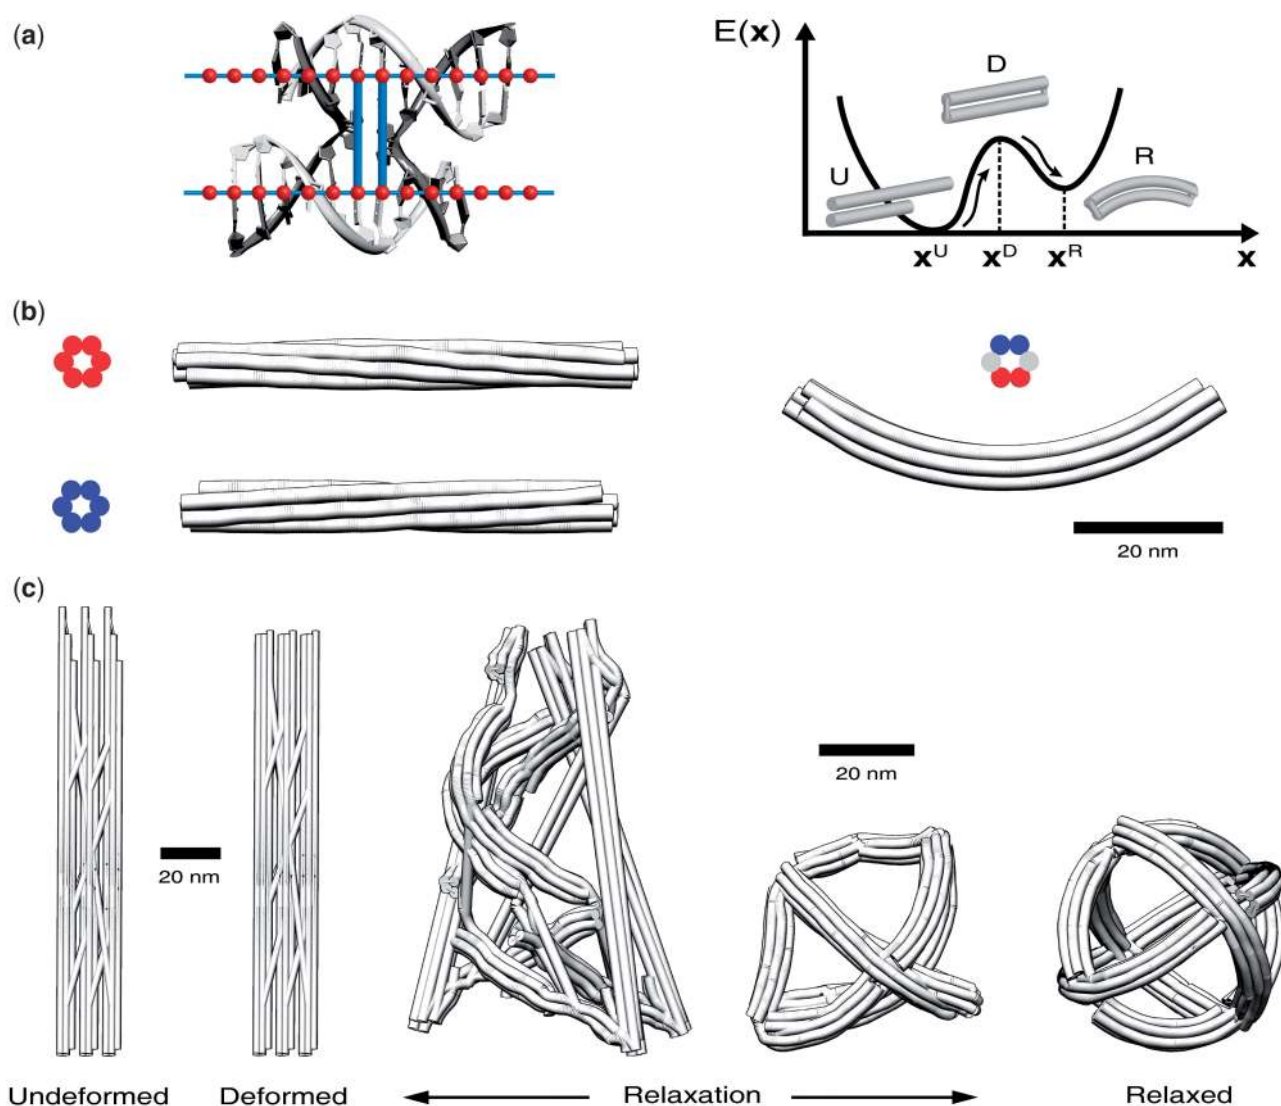 (a)
E(x)
D
U
R
x^U x^D x^R x
(b)
20 nm
(c)
20 nm
20 nm
Undeformed Deformed Relaxation Relaxed